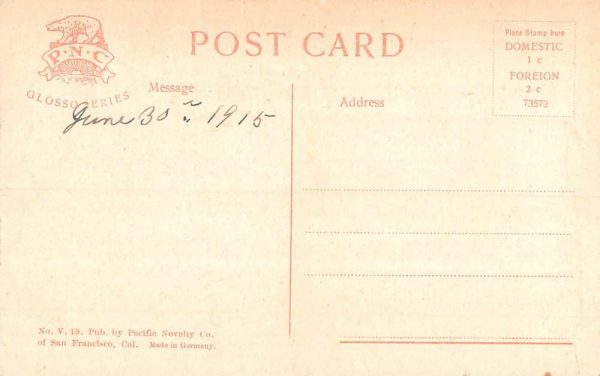 P·N·C
GLOSSO SERIES
POST CARD
Place Stamp here
DOMESTIC
1 c
FOREIGN
2 c
73572
Message
Address
June 30 1915
No. V. 19. Pub. by Pacific Novelty Co.
of San Francisco, Cal. Made in Germany.